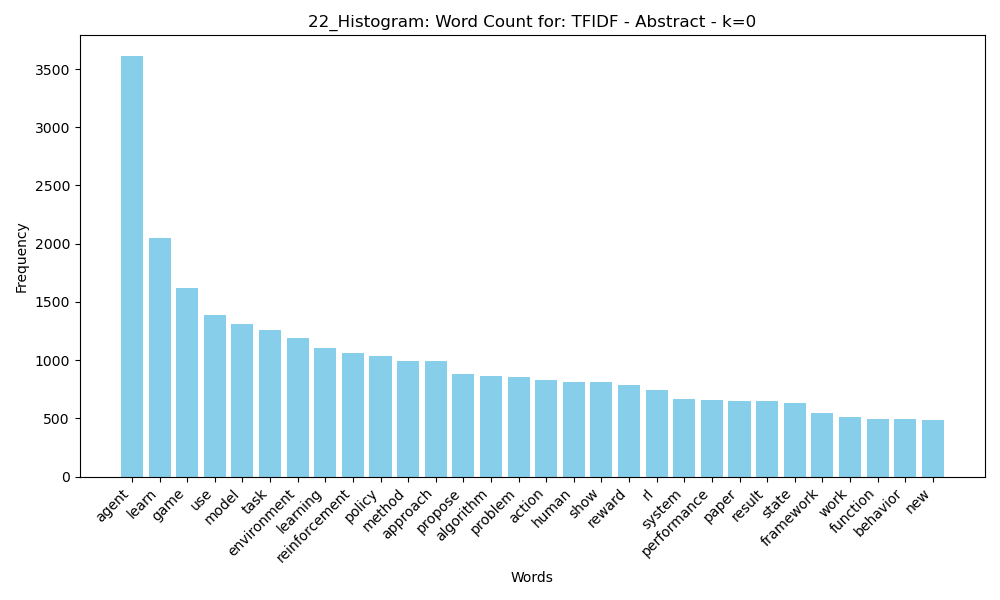 22_Histogram: Word Count for: TFIDF - Abstract - k=0
Frequency
3500
3000
2500
2000
1500
1000
500
0
agent
learn
game
use
model
task
environment
learning
reinforcement
policy
method
approach
propose
algorithm
problem
action
human
show
reward
rl
system
performance
paper
result
state
framework
work
function
behavior
new
Words